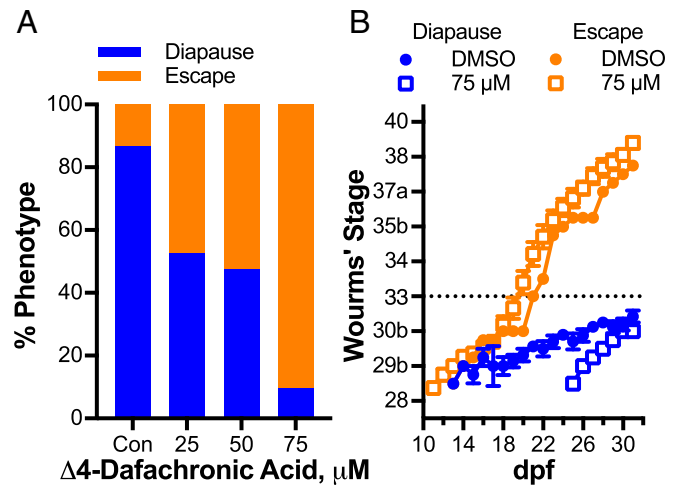 A
Diapause
Escape
% Phenotype
100
80
60
40
20
0
Con 25 50 75
Δ4-Dafachronic Acid, µM
B
Diapause Escape
DMSO DMSO
75 µM 75 µM
Wourms' Stage
40
38
37a
35b
34
33
30b
29b
28
10 14 18 22 26 30
dpf